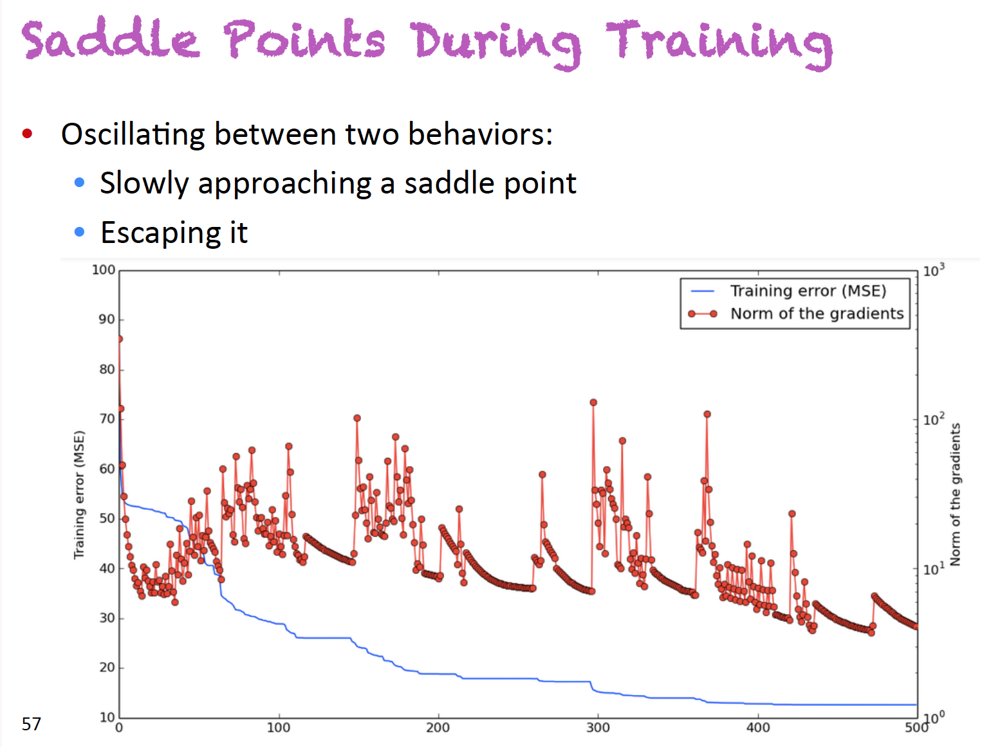 Saddle Points During Training
• Oscillating between two behaviors:
• Slowly approaching a saddle point
• Escaping it
Training error (MSE)
Norm of the gradients
100
90
80
70
60
50
40
30
20
10
Training error (MSE)
10³
10²
10¹
10⁰
Norm of the gradients
0 100 200 300 400 500
57